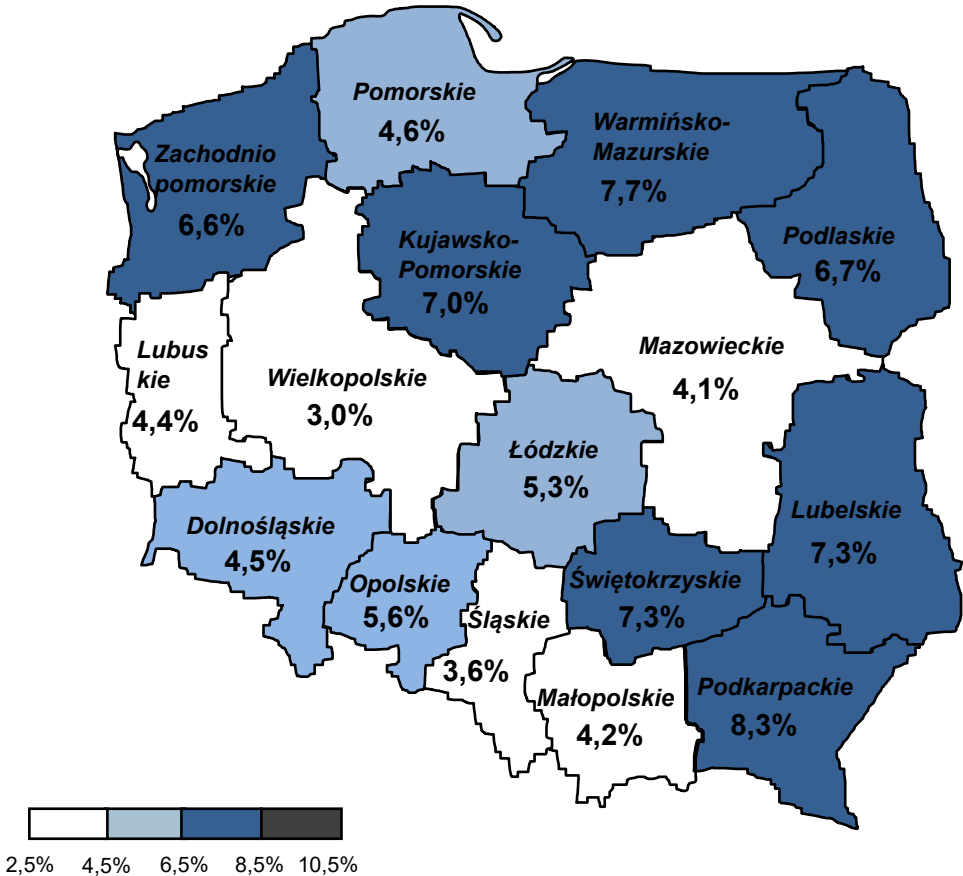 Pomorskie
4,6%
Warmińsko-
Mazurskie
7,7%
Zachodnio
pomorskie
6,6%
Kujawsko-
Pomorskie
7,0%
Podlaskie
6,7%
Lubus
kie
4,4%
Wielkopolskie
3,0%
Mazowieckie
4,1%
Łódzkie
5,3%
Dolnośląskie
4,5%
Lubelskie
7,3%
Opolskie
5,6%
Śląskie
3,6%
Świętokrzyskie
7,3%
Małopolskie
4,2%
Podkarpackie
8,3%
2,5% 4,5% 6,5% 8,5% 10,5%